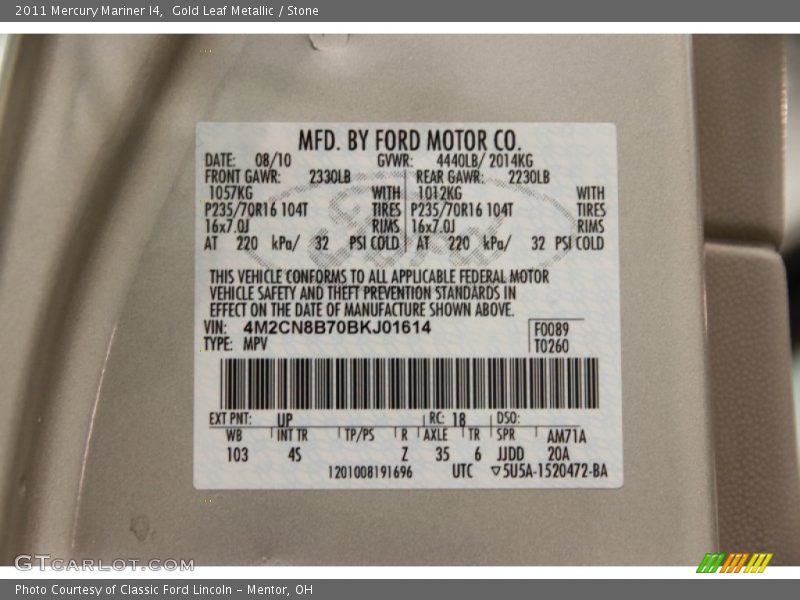 2011 Mercury Mariner I4, Gold Leaf Metallic / Stone
MFD. BY FORD MOTOR CO.
DATE: 08/10 GVWR: 4440LB/ 2014KG
FRONT GAWR: 2330LB REAR GAWR: 2230LB
1057KG WITH 1012KG WITH
P235/70R16 104T TIRES P235/70R16 104T TIRES
16x7.0J RIMS 16x7.0J RIMS
AT 220 kPa/ 32 PSI COLD AT 220 kPa/ 32 PSI COLD
THIS VEHICLE CONFORMS TO ALL APPLICABLE FEDERAL MOTOR
VEHICLE SAFETY AND THEFT PREVENTION STANDARDS IN
EFFECT ON THE DATE OF MANUFACTURE SHOWN ABOVE.
VIN: 4M2CN8B70BKJ01614 F0089
TYPE: MPV T0260
EXT PNT: UP RC: 18 DSO:
WB INT TR TP/PS R AXLE TR SPR AM71A
103 4S Z 35 6 JJDD 20A
1201008191696 UTC ▽5U5A-1520472-BA
Ford
GTCARLOT.COM
Photo Courtesy of Classic Ford Lincoln - Mentor, OH